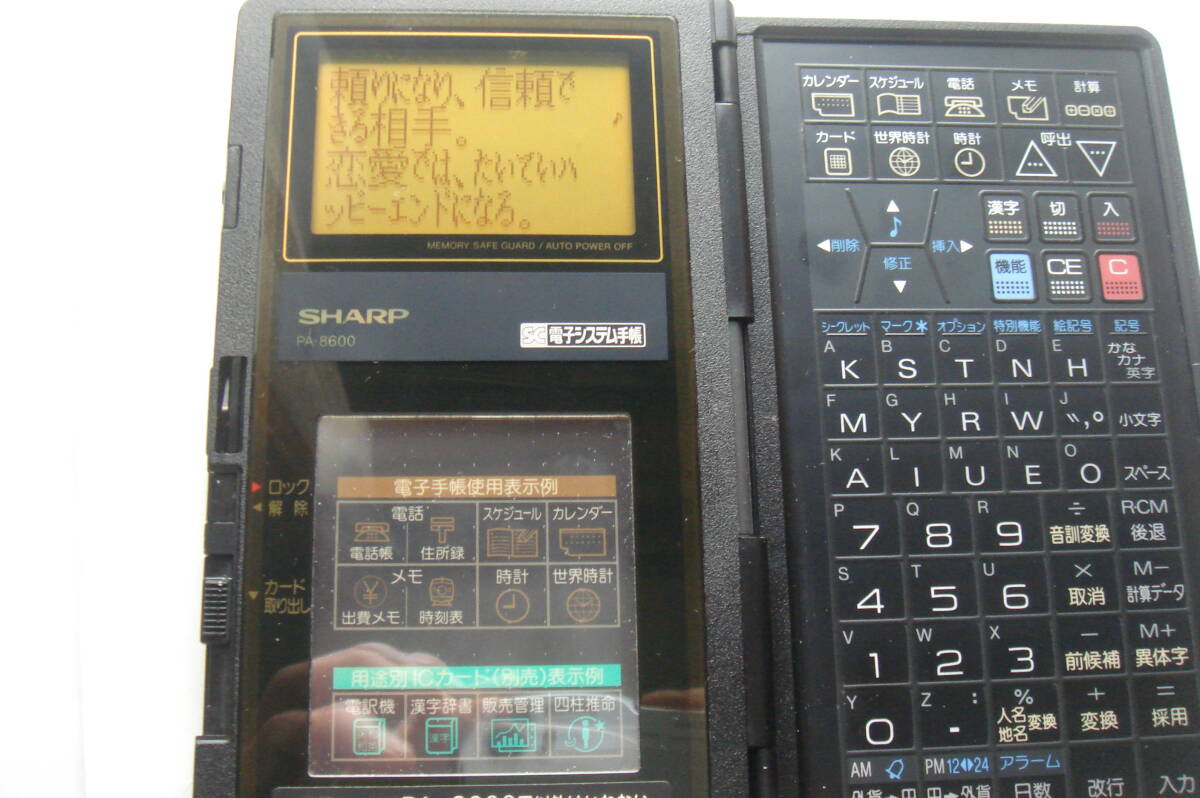 頼りになり、信頼で
きる相手。
♪
恋愛では、たいていハ
ッピーエンドになる。
MEMORY SAFE GUARD / AUTO POWER OFF
SHARP
PA-8600
SC 電子システム手帳
▶ ロック
◀ 解除
▼ カード
取り出し
電子手帳使用表示例
電話 スケジュール カレンダー
電話帳 住所録
メモ 時計 世界時計
¥
出費メモ 時刻表
用途別ICカード(別売)表示例
電訳機 漢字辞書 販売管理 四柱推命
漢字
カレンダー スケジュール 電話 メモ 計算
カード 世界時計 時計 呼出
▲
♪
◀削除 挿入▶
修正
▼
漢字 切 入
機能 CE C
シークレット マーク* オプション 特別機能 絵記号 記号
A B C D E かな
K S T N H カナ
英字
F G H I J
M Y R W ゛,゜ 小文字
K L M N O
A I U E O スペース
P Q R ÷ R・CM
7 8 9 音訓変換 後退
S T U × M−
4 5 6 取消 計算データ
V W X − M+
1 2 3 前候補 異体字
Y Z : % + =
0 - 人名地名変換 変換 採用
AM PM 12◀▶24 アラーム
日数 改行 入力